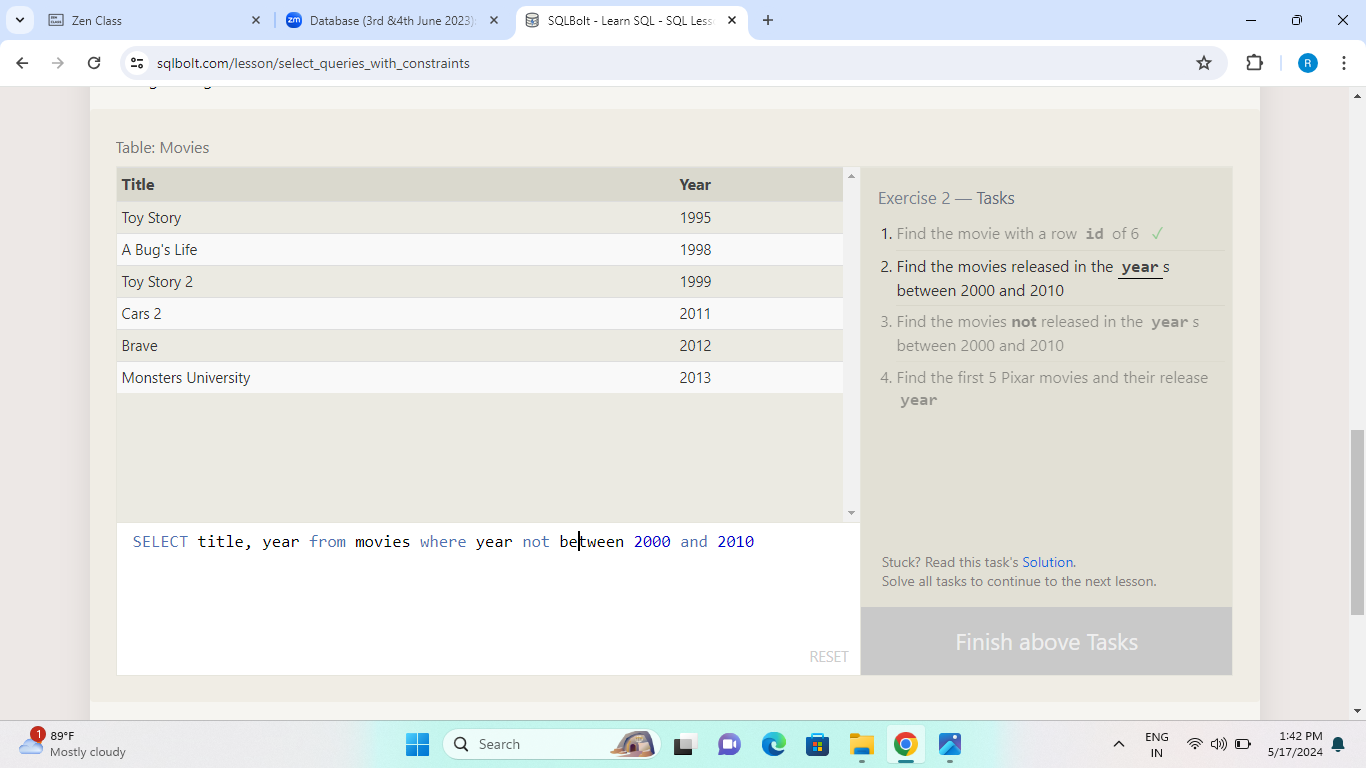 Zen Class
Database (3rd &4th June 2023):
SQLBolt - Learn SQL - SQL Less
sqlbolt.com/lesson/select_queries_with_constraints
R
Table: Movies
Title Year
Toy Story 1995
A Bug's Life 1998
Toy Story 2 1999
Cars 2 2011
Brave 2012
Monsters University 2013
SELECT title, year from movies where year not between 2000 and 2010
RESET
Exercise 2 — Tasks
1. Find the movie with a row id of 6 ✓
2. Find the movies released in the year s
between 2000 and 2010
3. Find the movies not released in the year s
between 2000 and 2010
4. Find the first 5 Pixar movies and their release
year
Stuck? Read this task's Solution.
Solve all tasks to continue to the next lesson.
Finish above Tasks
1
89°F
Mostly cloudy
Search
ENG
IN
1:42 PM
5/17/2024